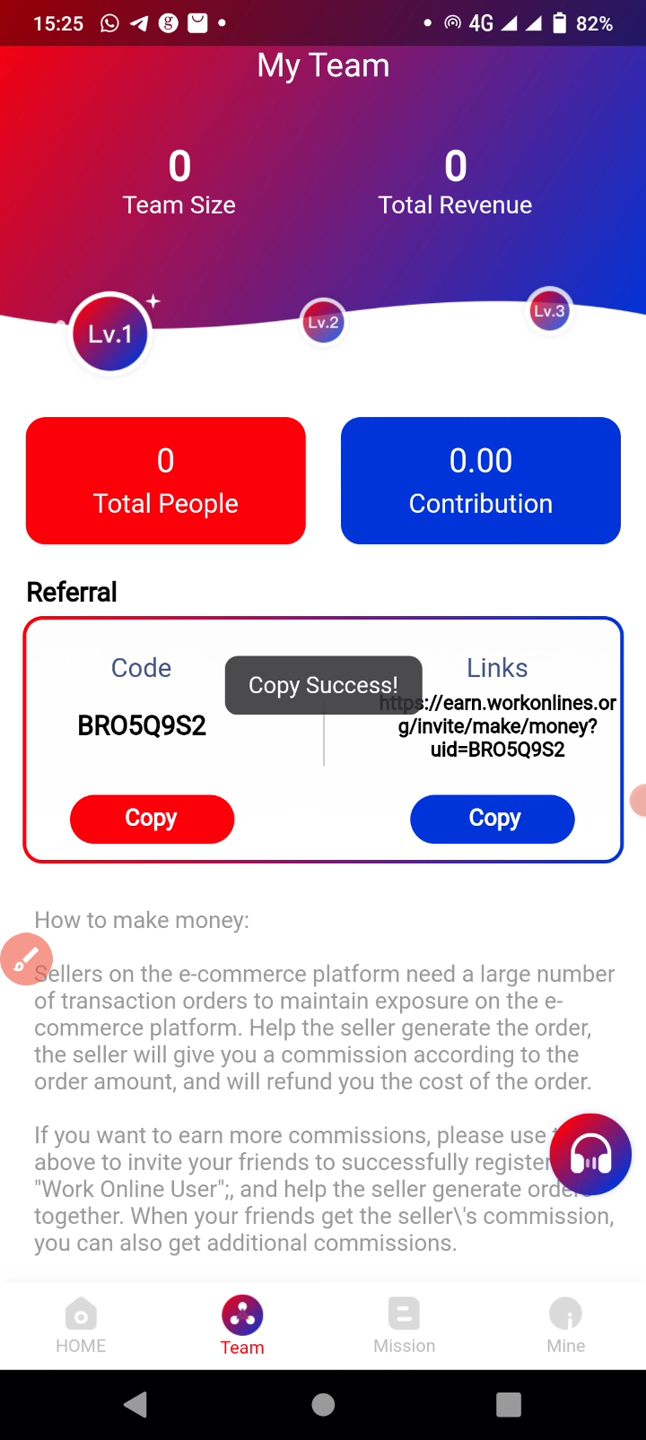 15:25
4G
82%
My Team
0
0
Team Size
Total Revenue
Lv.1
Lv.2
Lv.3
0
0.00
Total People
Contribution
Referral
Code
Links
Copy Success!
BRO5Q9S2
https://earn.workonlines.or
g/invite/make/money?
uid=BRO5Q9S2
Copy
Copy
How to make money:
Sellers on the e-commerce platform need a large number
of transaction orders to maintain exposure on the e-
commerce platform. Help the seller generate the order,
the seller will give you a commission according to the
order amount, and will refund you the cost of the order.
If you want to earn more commissions, please use
above to invite your friends to successfully register
"Work Online User";, and help the seller generate orders
together. When your friends get the seller\'s commission,
you can also get additional commissions.
HOME
Team
Mission
Mine